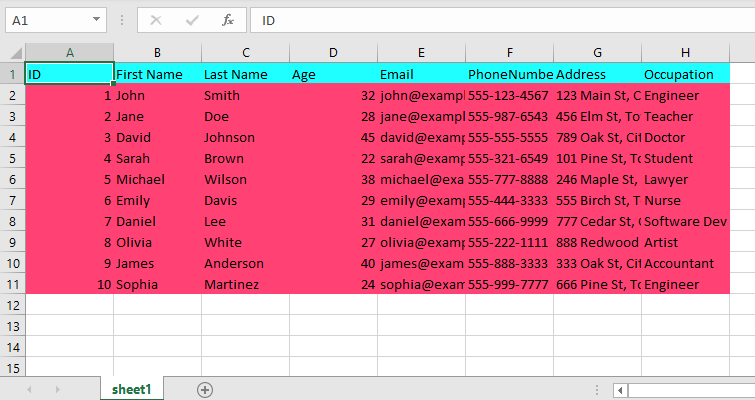 A1 fx ID
A B C D E F G H
1 ID First Name Last Name Age Email PhoneNumbe Address Occupation
2 1 John Smith 32 john@exampl 555-123-4567 123 Main St, C Engineer
3 2 Jane Doe 28 jane@exampl 555-987-6543 456 Elm St, To Teacher
4 3 David Johnson 45 david@examp 555-555-5555 789 Oak St, Cit Doctor
5 4 Sarah Brown 22 sarah@examp 555-321-6549 101 Pine St, To Student
6 5 Michael Wilson 38 michael@exa 555-777-8888 246 Maple St, Lawyer
7 6 Emily Davis 29 emily@examp 555-444-3333 555 Birch St, T Nurse
8 7 Daniel Lee 31 daniel@exam 555-666-9999 777 Cedar St, Software Dev
9 8 Olivia White 27 olivia@examp 555-222-1111 888 Redwood Artist
10 9 James Anderson 40 james@exam 555-888-3333 333 Oak St, Cit Accountant
11 10 Sophia Martinez 24 sophia@exam 555-999-7777 666 Pine St, To Engineer
12
13
14
15
sheet1